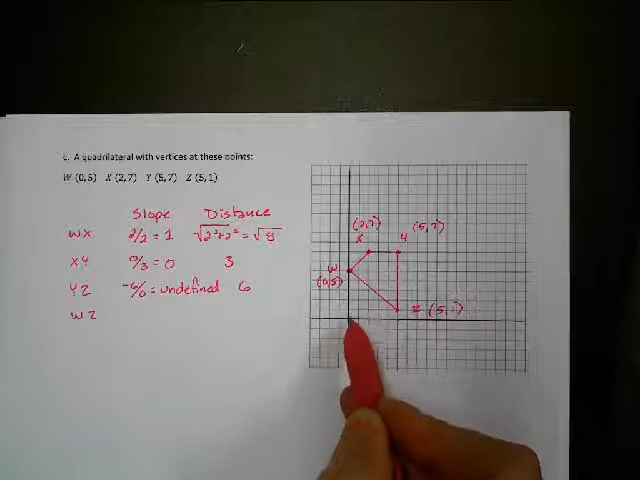 c. A quadrilateral with vertices at these points:
W (0,5) X (2,7) Y (5,7) Z (5,1)
Slope Distance
WX 2/2 = 1 √2²+2² = √8
XY 0/3 = 0 3
YZ -6/0 = undefined 6
WZ
(2,7) (5,7)
X Y
W
(0,5)
Z (5,1)